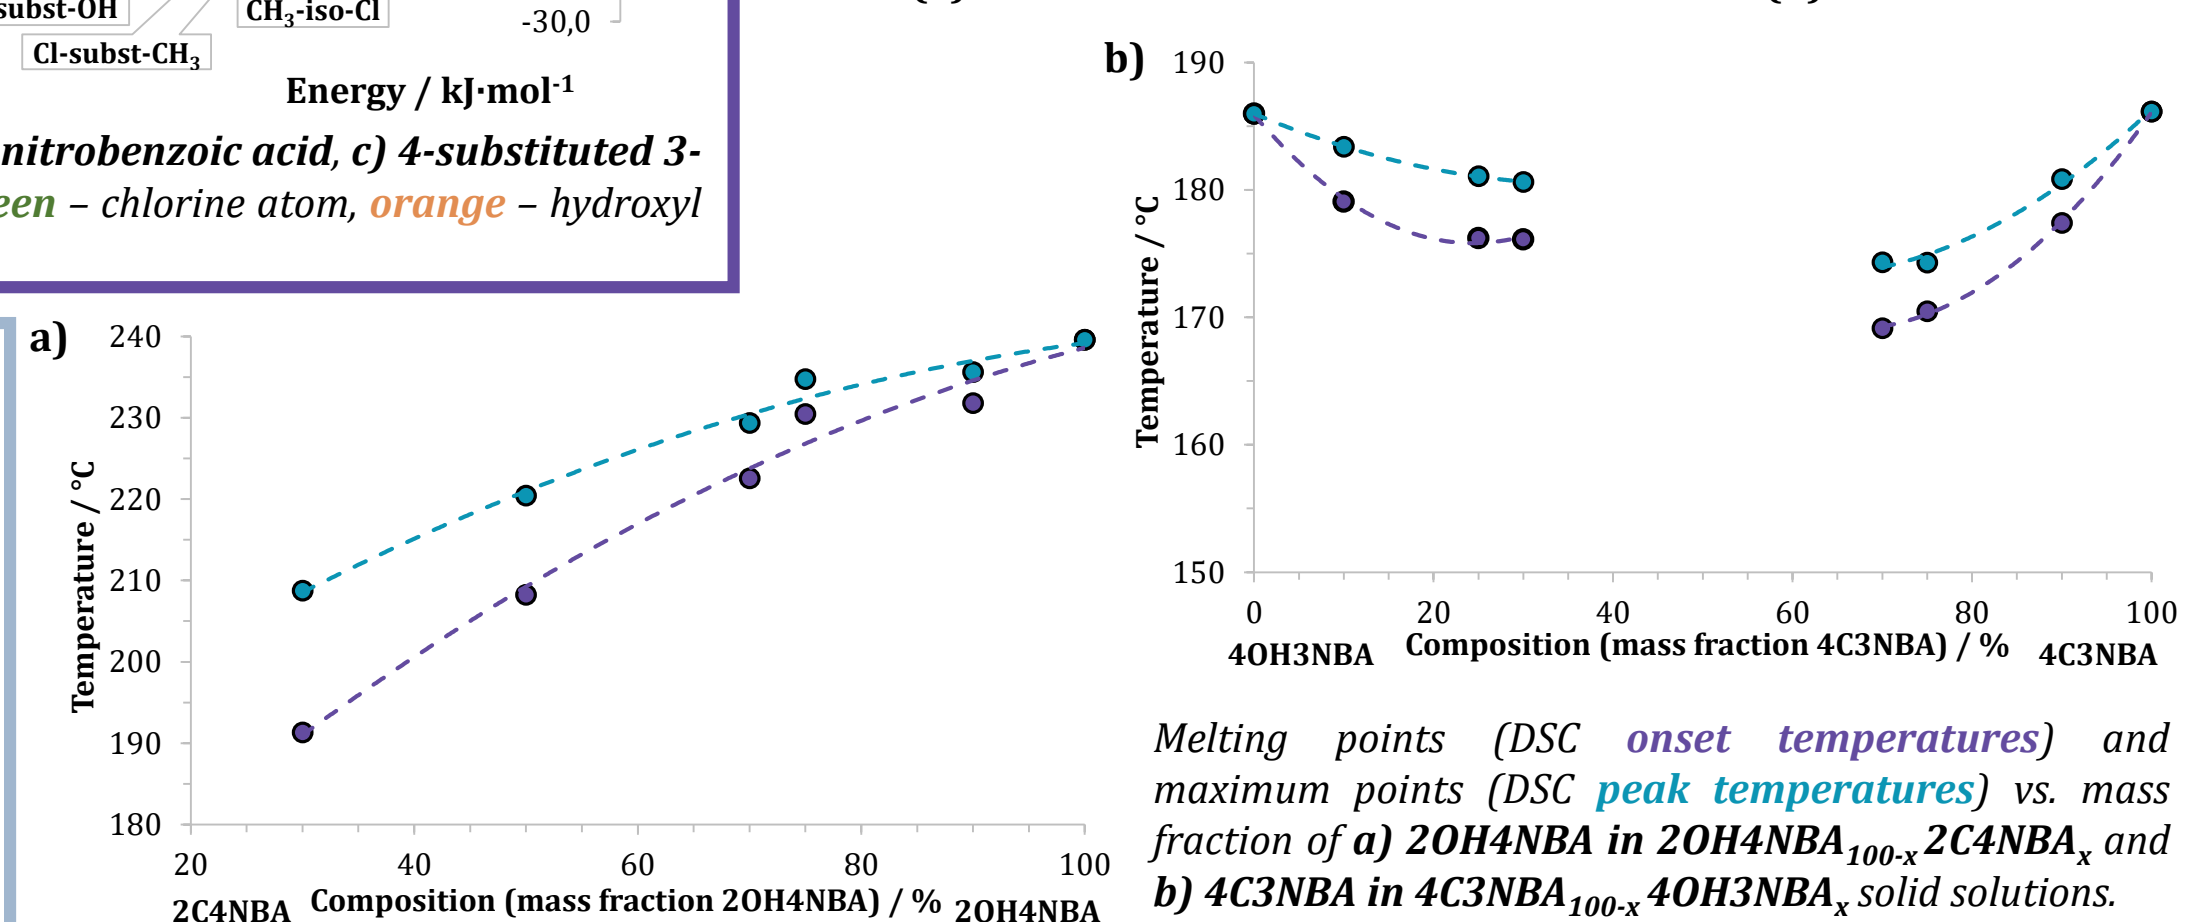 subst-OH
CH3-iso-Cl
-30,0
Cl-subst-CH3
Energy / kJ·mol-1
nitrobenzoic acid, c) 4-substituted 3-
– chlorine atom, orange – hydroxyl
a)
240
230
220
210
200
190
180
Temperature / °C
20 40 60 80 100
2C4NBA Composition (mass fraction 2OH4NBA) / % 2OH4NBA
b)
190
180
170
160
150
Temperature / °C
0 20 40 60 80 100
4OH3NBA Composition (mass fraction 4C3NBA) / % 4C3NBA
Melting points (DSC onset temperatures) and
maximum points (DSC peak temperatures) vs. mass
fraction of a) 2OH4NBA in 2OH4NBA100-x 2C4NBAx and
b) 4C3NBA in 4C3NBA100-x 4OH3NBAx solid solutions.